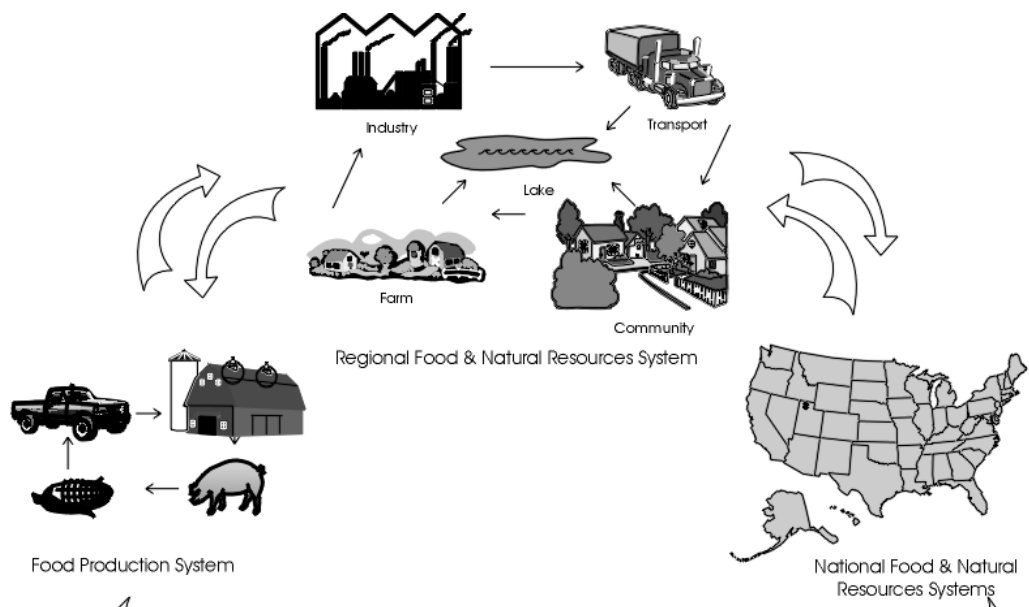 Industry
Transport
Lake
Farm
Community
Regional Food & Natural Resources System
Food Production System
National Food & Natural
Resources Systems